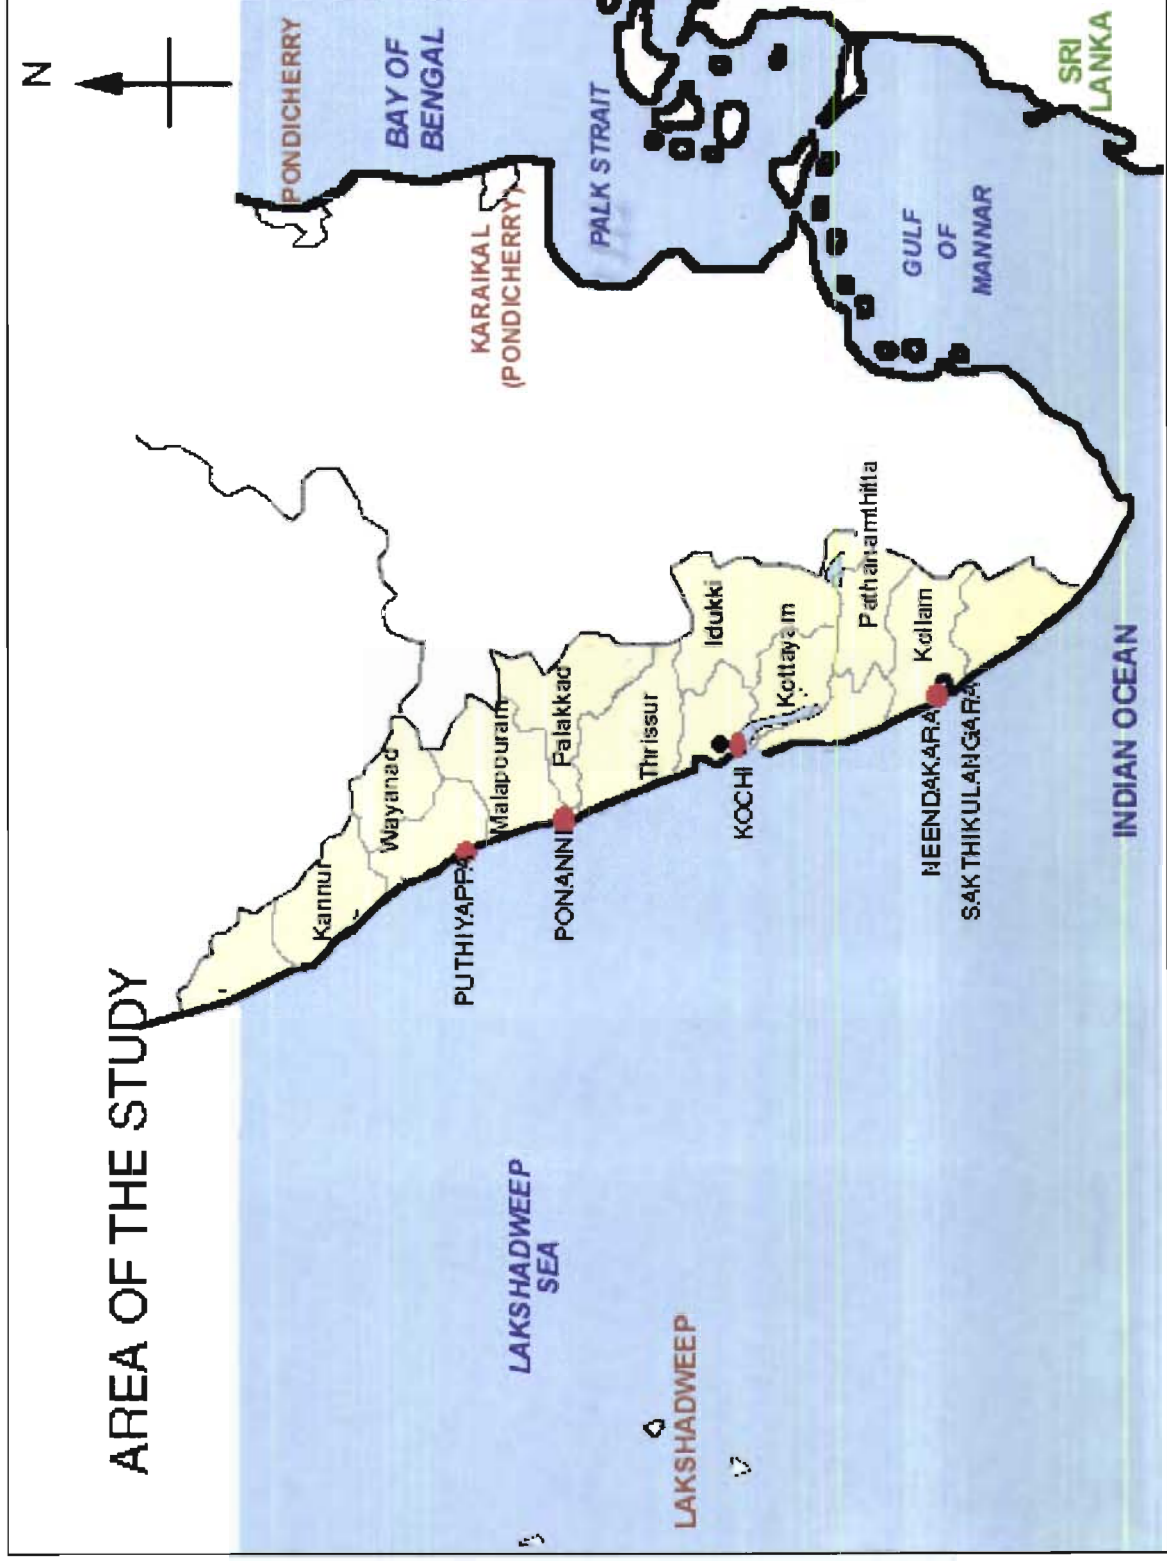 AREA OF THE STUDY
N
PONDICHERRY
BAY OF
BENGAL
KARAIKAL
(PONDICHERRY)
PALK STRAIT
GULF
OF
MANNAR
SRI
LANKA
Kannur
Wayanad
PUTHIYAPPA
Malapuuram
PONANNI
Palakkad
Thrissur
Idukki
KOCHI
Kottayam
Pathanamthitta
Kollam
NEENDAKARA
SAKTHIKULANGARA
LAKSHADWEEP
SEA
LAKSHADWEEP
INDIAN OCEAN